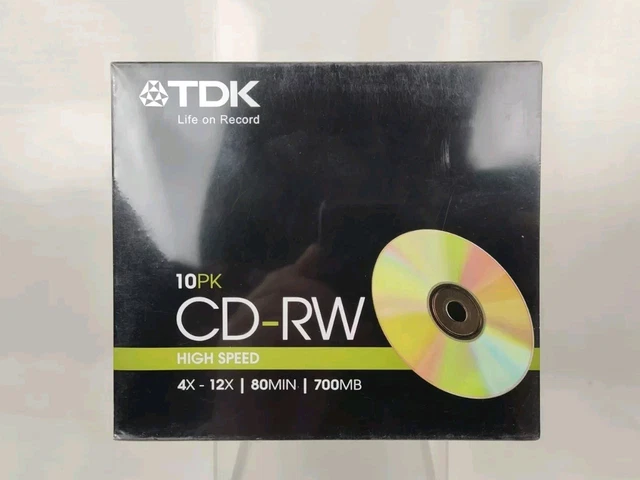 TDK
Life on Record
10PK
CD-RW
HIGH SPEED
4X - 12X | 80MIN | 700MB